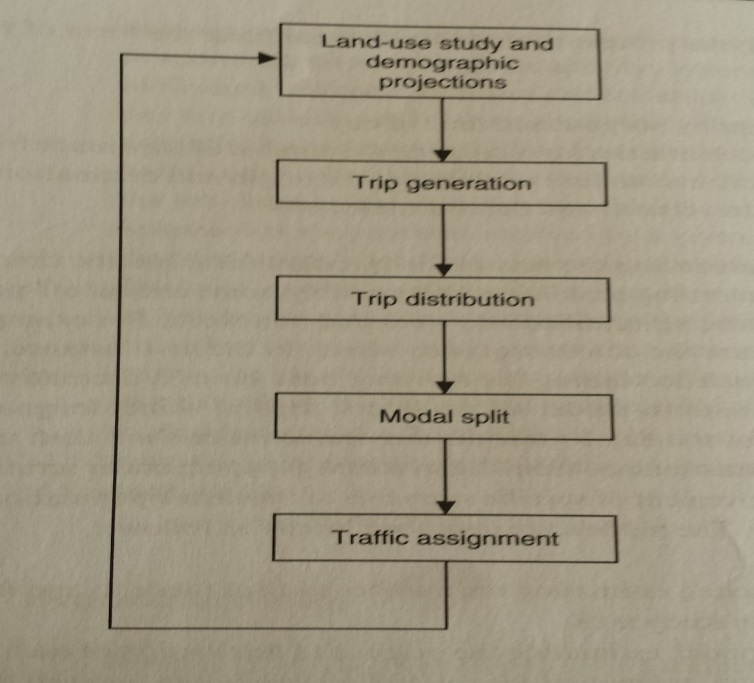 Land-use study and
demographic
projections
Trip generation
Trip distribution
Modal split
Traffic assignment